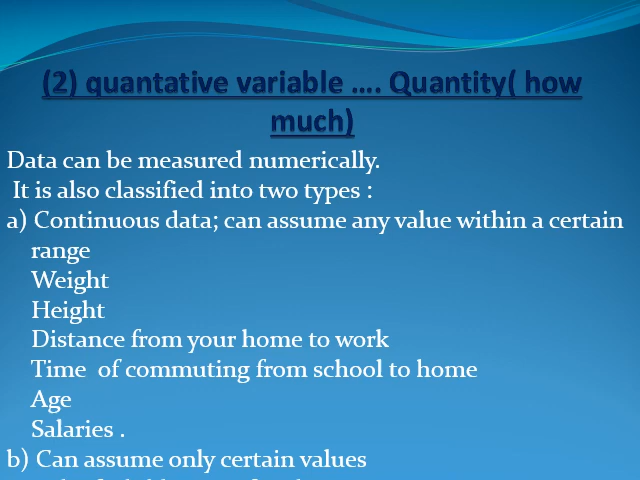 (2) quantative variable .... Quantity( how
much)
Data can be measured numerically.
It is also classified into two types :
a) Continuous data; can assume any value within a certain
range
Weight
Height
Distance from your home to work
Time of commuting from school to home
Age
Salaries .
b) Can assume only certain values